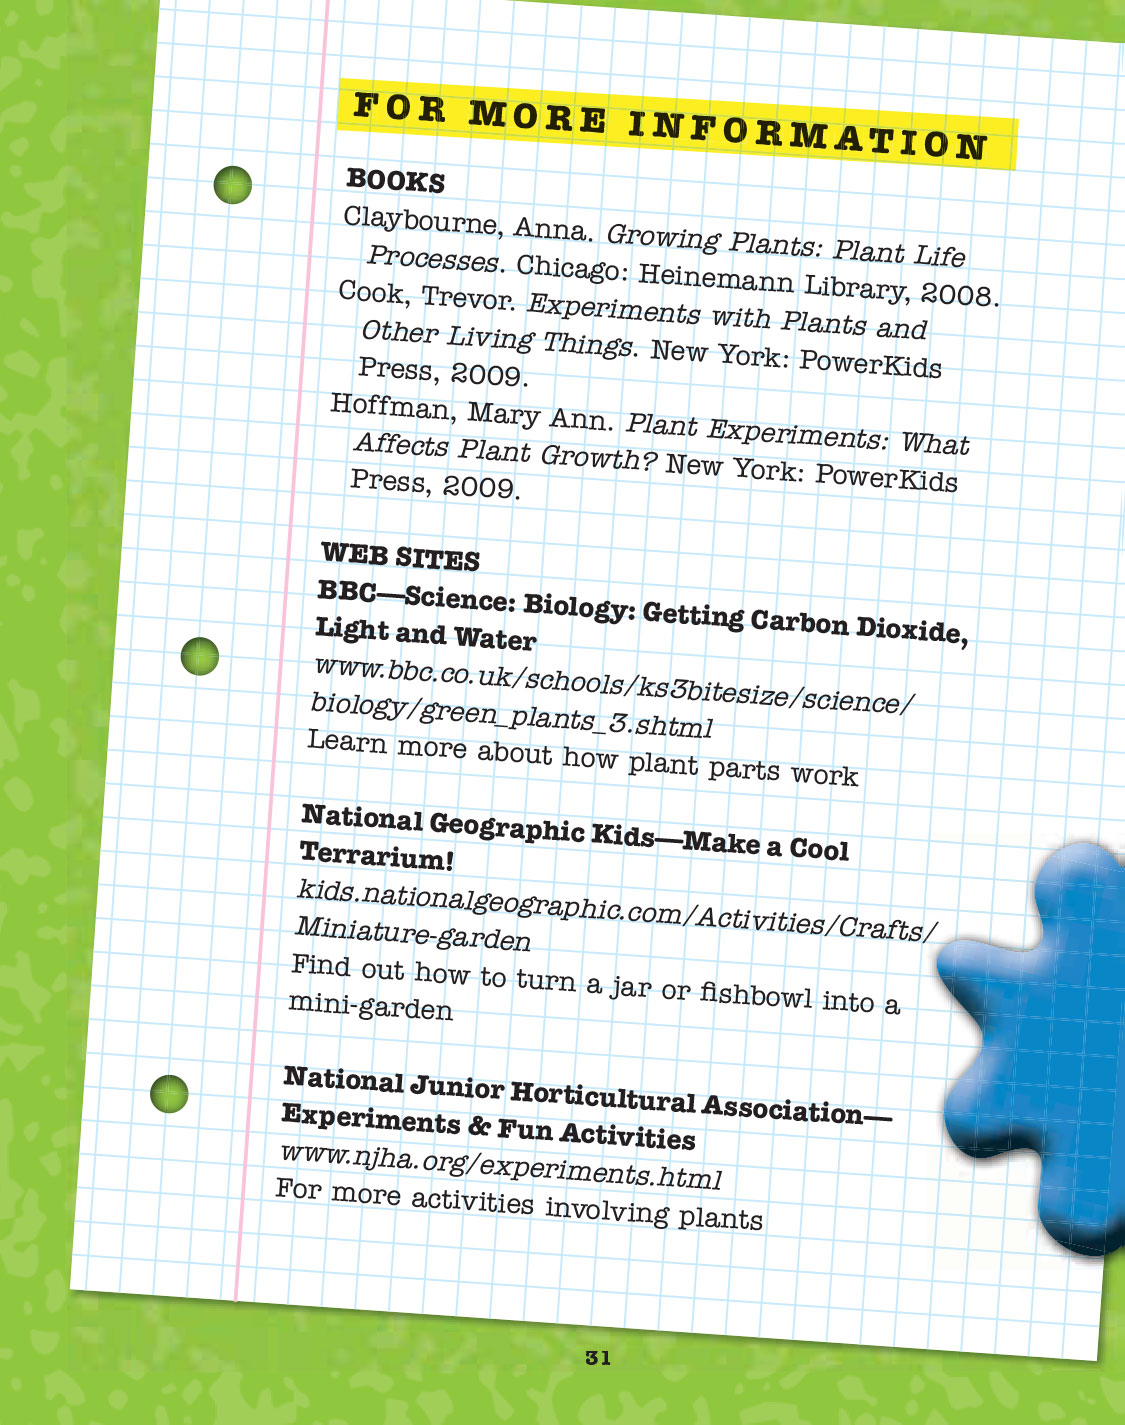 FOR MORE INFORMATION
BOOKS
Claybourne, Anna. Growing Plants: Plant Life
Processes. Chicago: Heinemann Library, 2008.
Cook, Trevor. Experiments with Plants and
Other Living Things. New York: PowerKids
Press, 2009.
Hoffman, Mary Ann. Plant Experiments: What
Affects Plant Growth? New York: PowerKids
Press, 2009.
WEB SITES
BBC—Science: Biology: Getting Carbon Dioxide,
Light and Water
www.bbc.co.uk/schools/ks3bitesize/science/
biology/green_plants_3.shtml
Learn more about how plant parts work
National Geographic Kids—Make a Cool
Terrarium!
kids.nationalgeographic.com/Activities/Crafts/
Miniature-garden
Find out how to turn a jar or fishbowl into a
mini-garden
National Junior Horticultural Association—
Experiments & Fun Activities
www.njha.org/experiments.html
For more activities involving plants
31